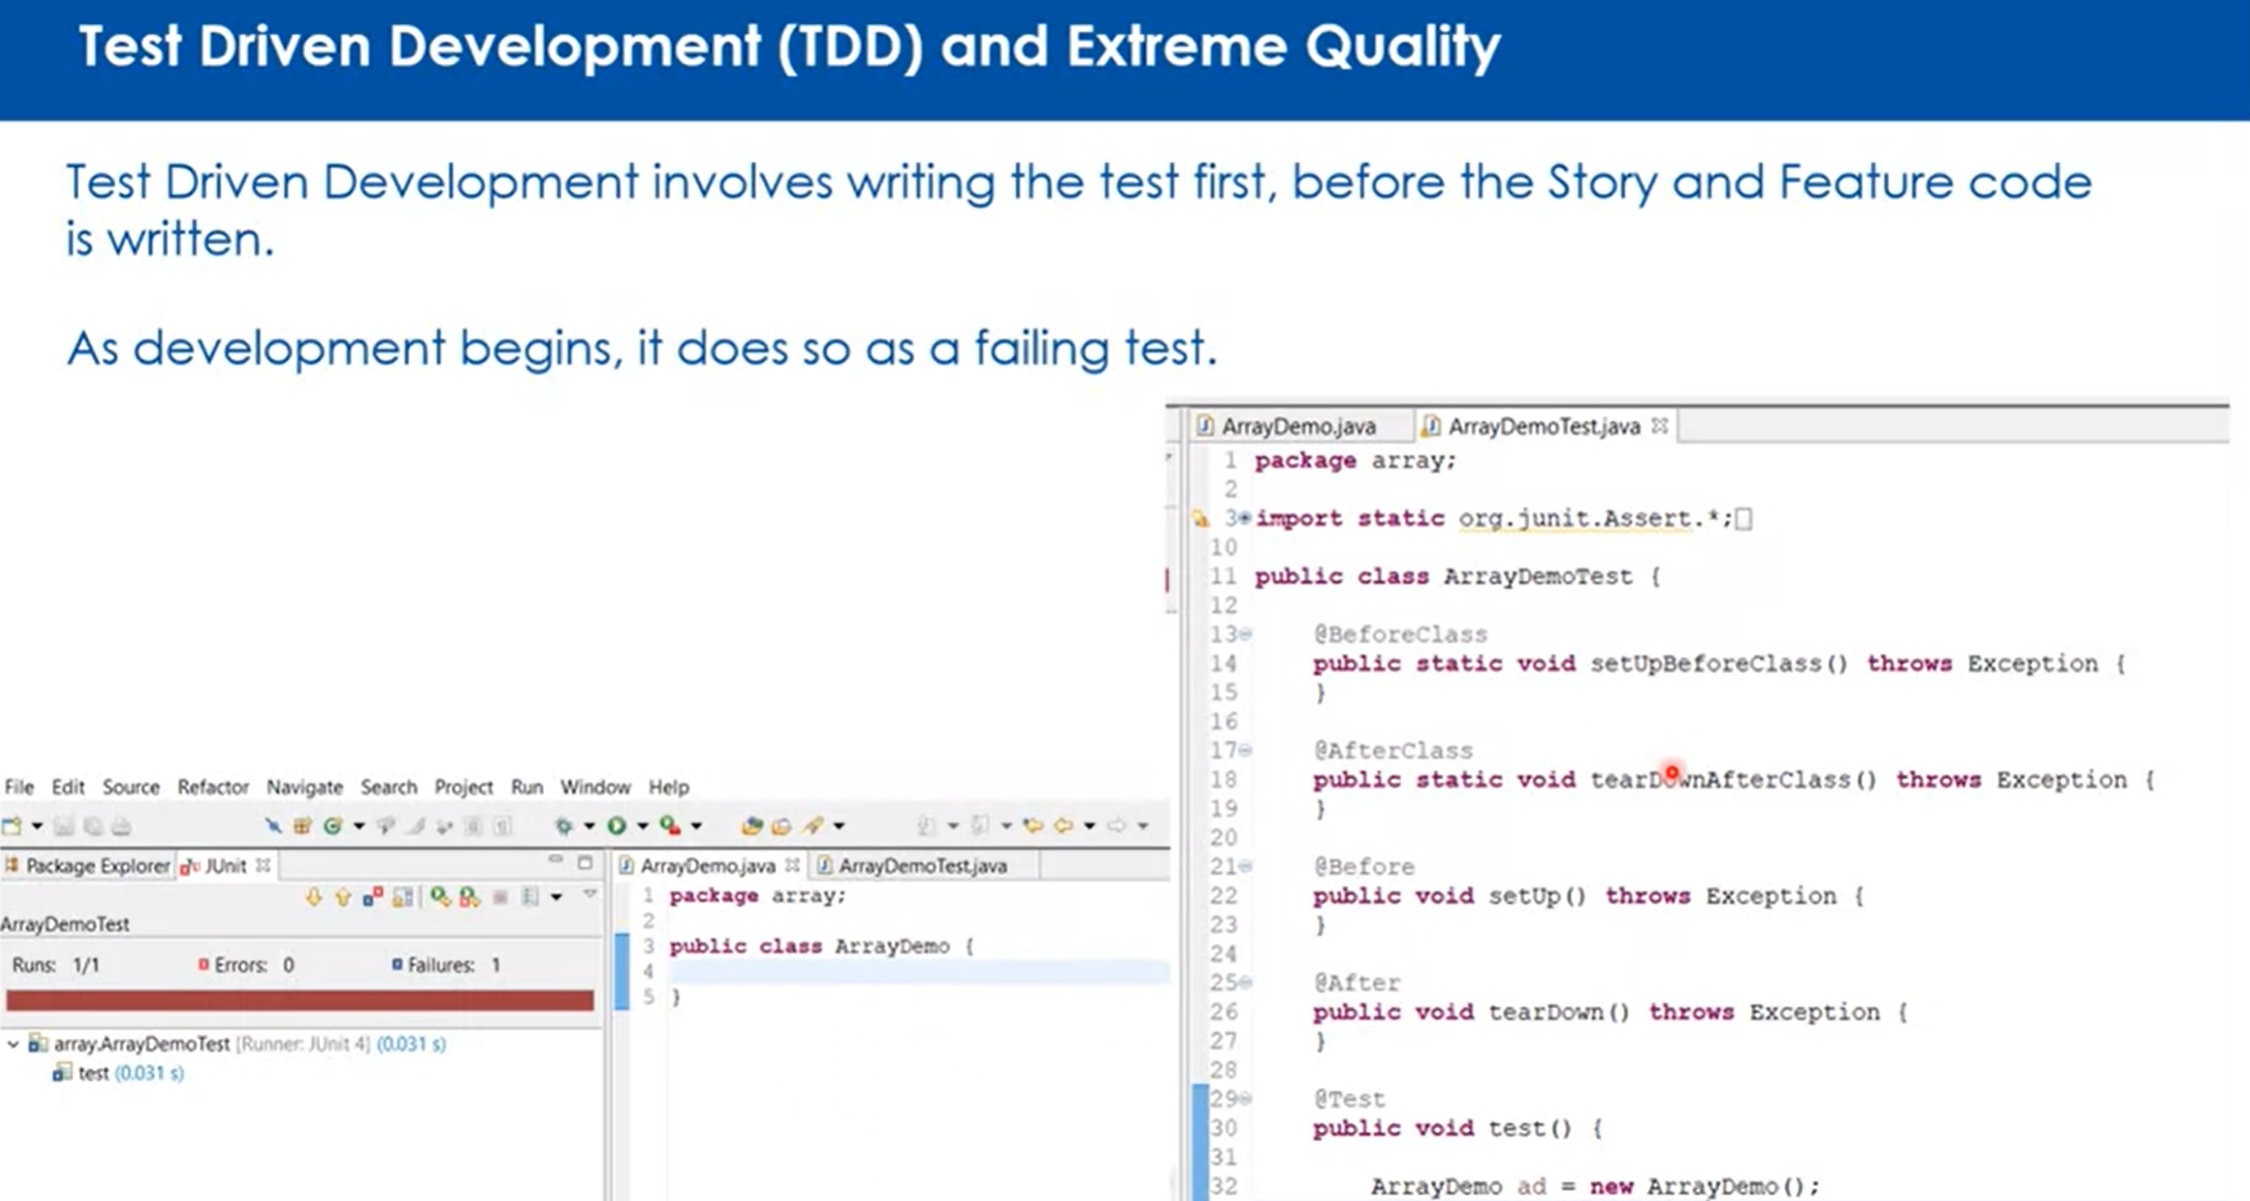 Test Driven Development (TDD) and Extreme Quality
Test Driven Development involves writing the test first, before the Story and Feature code
is written.
As development begins, it does so as a failing test.
File Edit Source Refactor Navigate Search Project Run Window Help
Package Explorer JUnit
ArrayDemoTest
Runs: 1/1 Errors: 0 Failures: 1
array.ArrayDemoTest [Runner: JUnit 4] (0.031 s)
test (0.031 s)
ArrayDemo.java ArrayDemoTest.java
1 package array;
2
3 public class ArrayDemo {
4
5 }
ArrayDemo.java ArrayDemoTest.java
1 package array;
2
3 import static org.junit.Assert.*;
10
11 public class ArrayDemoTest {
12
13 @BeforeClass
14 public static void setUpBeforeClass() throws Exception {
15 }
16
17 @AfterClass
18 public static void tearDownAfterClass() throws Exception {
19 }
20
21 @Before
22 public void setUp() throws Exception {
23 }
24
25 @After
26 public void tearDown() throws Exception {
27 }
28
29 @Test
30 public void test() {
31
32 ArrayDemo ad = new ArrayDemo();